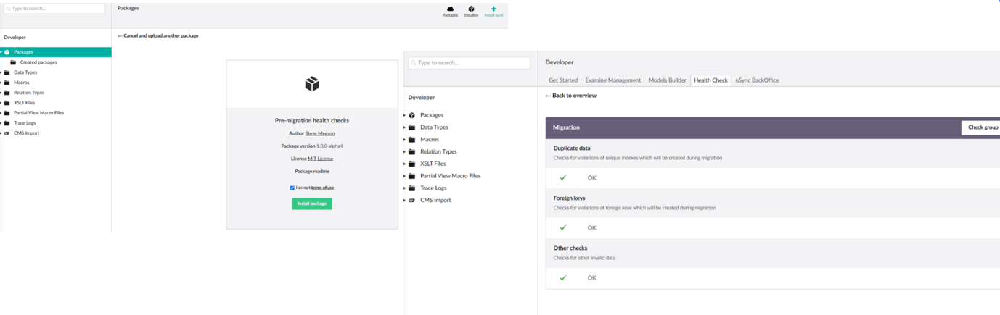 Type to search...
Packages
Packages
Installed
Install local
Developer
← Cancel and upload another package
Packages
Created packages
Data Types
Macros
Relation Types
XSLT Files
Partial View Macro Files
Trace Logs
CMS Import
Pre-migration health checks
Author Steve Megson
Package version 1.0.0-alpha4
License MIT License
Package readme
I accept terms of use
Install package
Type to search...
Developer
Packages
Data Types
Macros
Relation Types
XSLT Files
Partial View Macro Files
Trace Logs
CMS Import
Developer
Get Started Examine Management Models Builder Health Check uSync BackOffice
← Back to overview
Migration
Check group
Duplicate data
Checks for violations of unique indexes which will be created during migration
OK
Foreign keys
Checks for violations of foreign keys which will be created during migration
OK
Other checks
Checks for other invalid data
OK